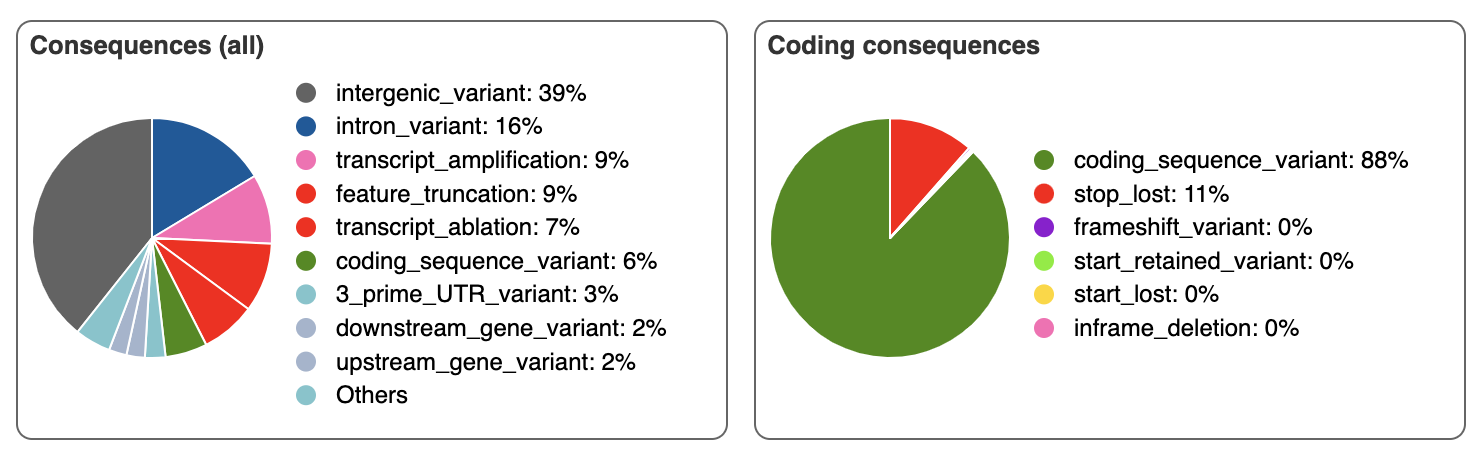 Consequences (all)
intergenic_variant: 39%
intron_variant: 16%
transcript_amplification: 9%
feature_truncation: 9%
transcript_ablation: 7%
coding_sequence_variant: 6%
3_prime_UTR_variant: 3%
downstream_gene_variant: 2%
upstream_gene_variant: 2%
Others
Coding consequences
coding_sequence_variant: 88%
stop_lost: 11%
frameshift_variant: 0%
start_retained_variant: 0%
start_lost: 0%
inframe_deletion: 0%